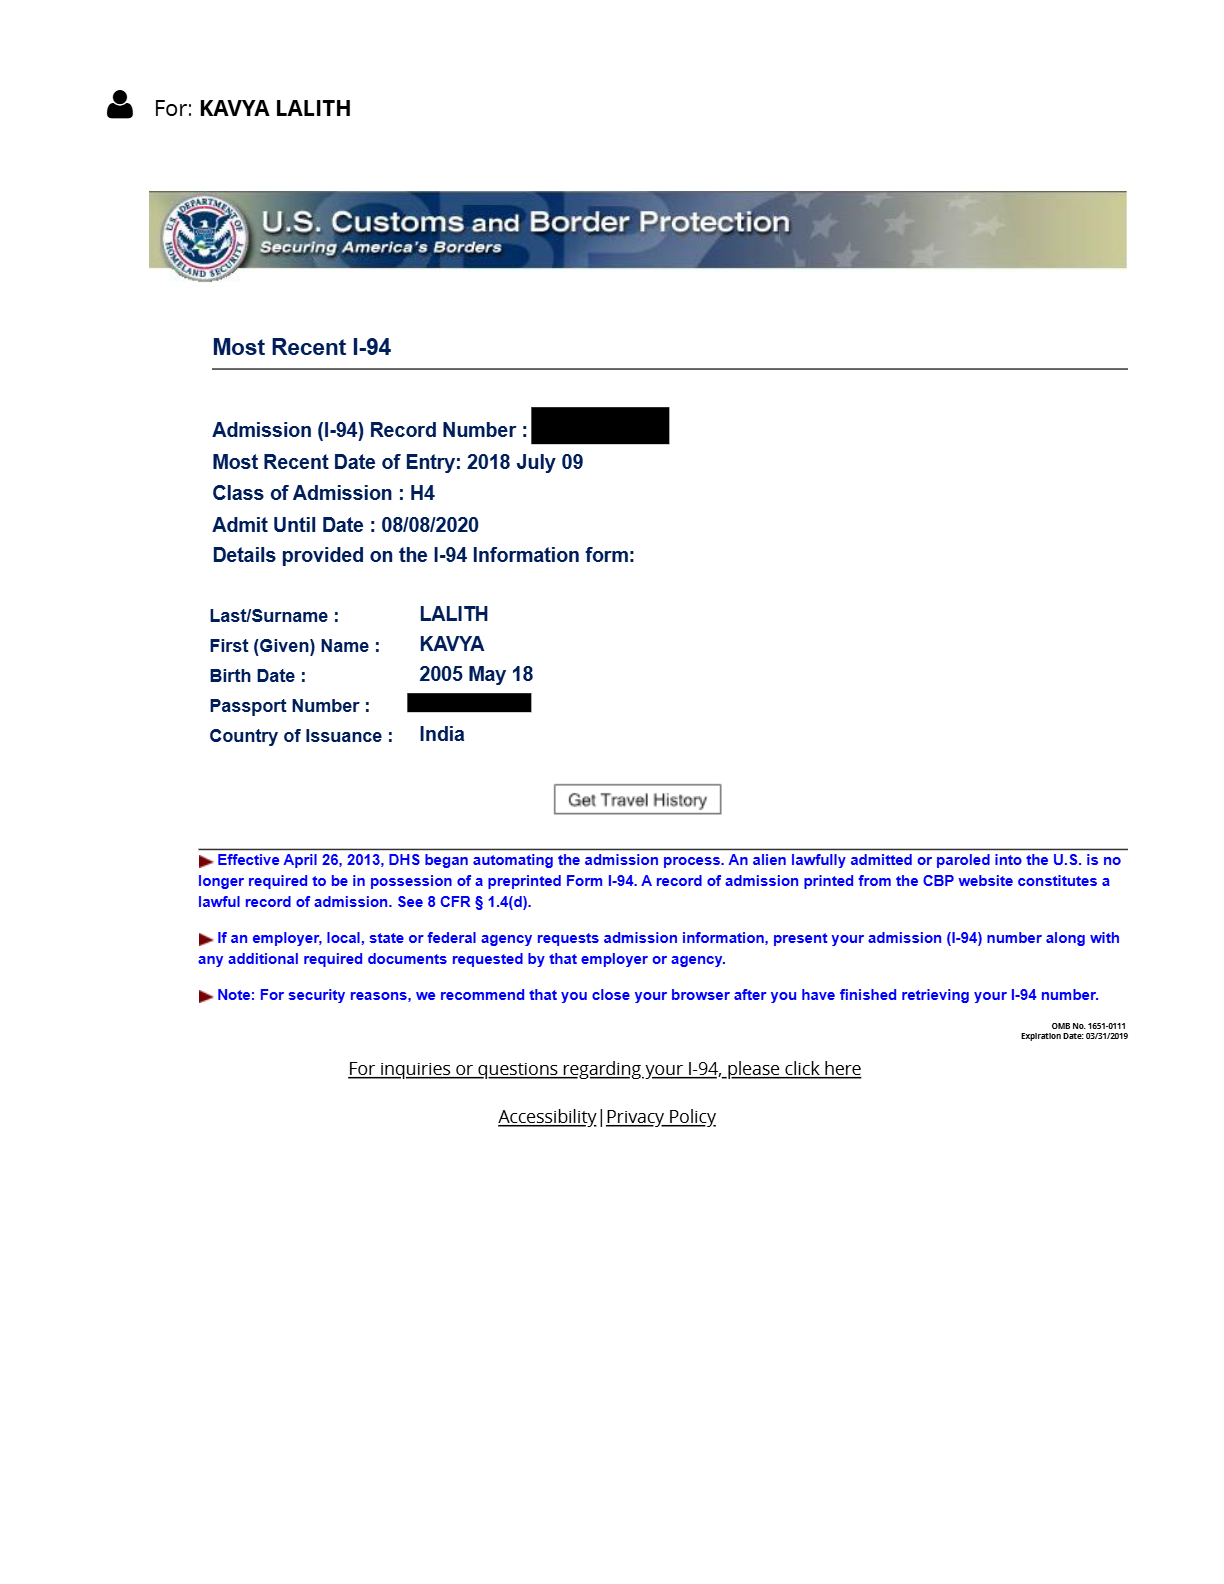 For: KAVYA LALITH
U.S. Customs and Border Protection
Securing America's Borders
U.S. DEPARTMENT OF HOMELAND SECURITY
Most Recent I-94
Admission (I-94) Record Number :
Most Recent Date of Entry: 2018 July 09
Class of Admission : H4
Admit Until Date : 08/08/2020
Details provided on the I-94 Information form:
Last/Surname : LALITH
First (Given) Name : KAVYA
Birth Date : 2005 May 18
Passport Number :
Country of Issuance : India
Get Travel History
Effective April 26, 2013, DHS began automating the admission process. An alien lawfully admitted or paroled into the U.S. is no
longer required to be in possession of a preprinted Form I-94. A record of admission printed from the CBP website constitutes a
lawful record of admission. See 8 CFR § 1.4(d).
If an employer, local, state or federal agency requests admission information, present your admission (I-94) number along with
any additional required documents requested by that employer or agency.
Note: For security reasons, we recommend that you close your browser after you have finished retrieving your I-94 number.
OMB No. 1651-0111
Expiration Date: 03/31/2019
For inquiries or questions regarding your I-94, please click here
Accessibility|Privacy Policy